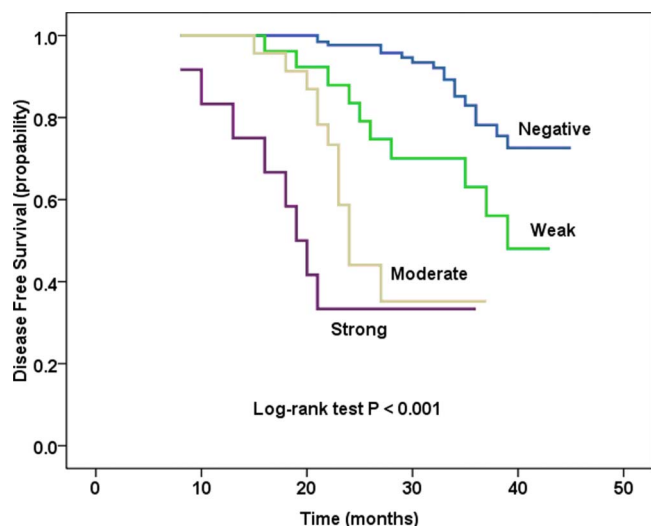 Disease Free Survival (propability)
1.0
0.8
0.6
0.4
0.2
0.0
Negative
Weak
Moderate
Strong
Log-rank test P < 0.001
0 10 20 30 40 50
Time (months)